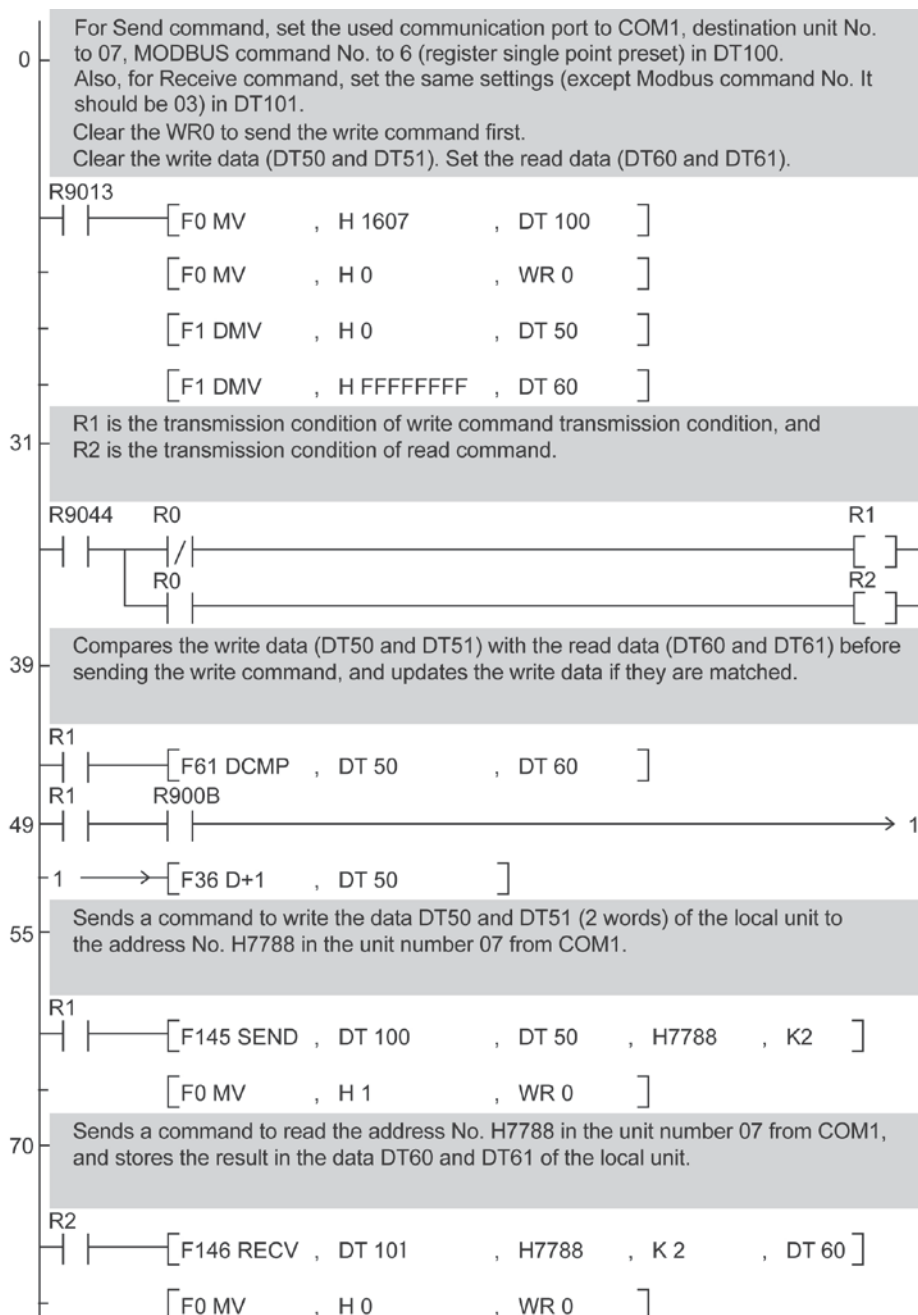 For Send command, set the used communication port to COM1, destination unit No.
0 to 07, MODBUS command No. to 6 (register single point preset) in DT100.
Also, for Receive command, set the same settings (except Modbus command No. It
should be 03) in DT101.
Clear the WR0 to send the write command first.
Clear the write data (DT50 and DT51). Set the read data (DT60 and DT61).
R9013
F0 MV , H 1607 , DT 100
F0 MV , H 0 , WR 0
F1 DMV , H 0 , DT 50
F1 DMV , H FFFFFFFF , DT 60
R1 is the transmission condition of write command transmission condition, and
31 R2 is the transmission condition of read command.
R9044 R0 R1
R0 R2
Compares the write data (DT50 and DT51) with the read data (DT60 and DT61) before
39 sending the write command, and updates the write data if they are matched.
R1
F61 DCMP , DT 50 , DT 60
R1 R900B
49 1
1 F36 D+1 , DT 50
Sends a command to write the data DT50 and DT51 (2 words) of the local unit to
55 the address No. H7788 in the unit number 07 from COM1.
R1
F145 SEND , DT 100 , DT 50 , H7788 , K2
F0 MV , H 1 , WR 0
Sends a command to read the address No. H7788 in the unit number 07 from COM1,
70 and stores the result in the data DT60 and DT61 of the local unit.
R2
F146 RECV , DT 101 , H7788 , K 2 , DT 60
F0 MV , H 0 , WR 0